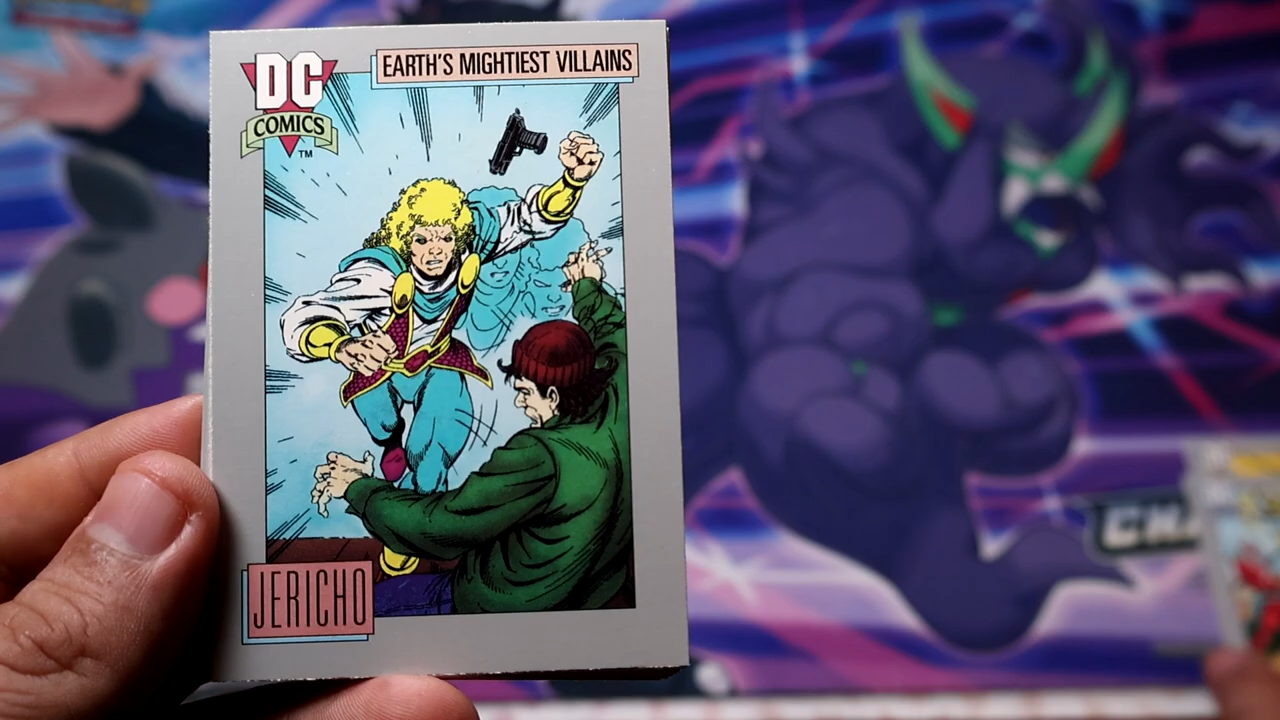 DC
COMICS
TM
EARTH'S MIGHTIEST VILLAINS
JERICHO